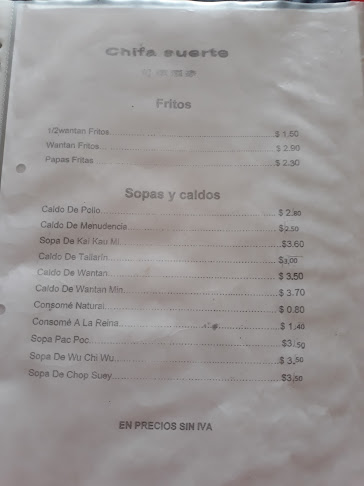 Chifa suerte
Fritos
1/2wantan Fritos $ 1.50
Wantan Fritos $ 2.90
Papas Fritas $ 2.30
Sopas y caldos
Caldo De Pollo $ 2.80
Caldo De Menudencia $2.50
Sopa De Kai Kau Mi $3.60
Caldo De Tallarin $3,00
Caldo De Wantan $ 3,50
Caldo De Wantan Min $ 3.70
Consomé Natural $ 0.80
Consomé A La Reina $ 1,40
Sopa Pac Poc $3,50
Sopa De Wu Chi Wu $ 3,50
Sopa De Chop Suey $3,50
EN PRECIOS SIN IVA